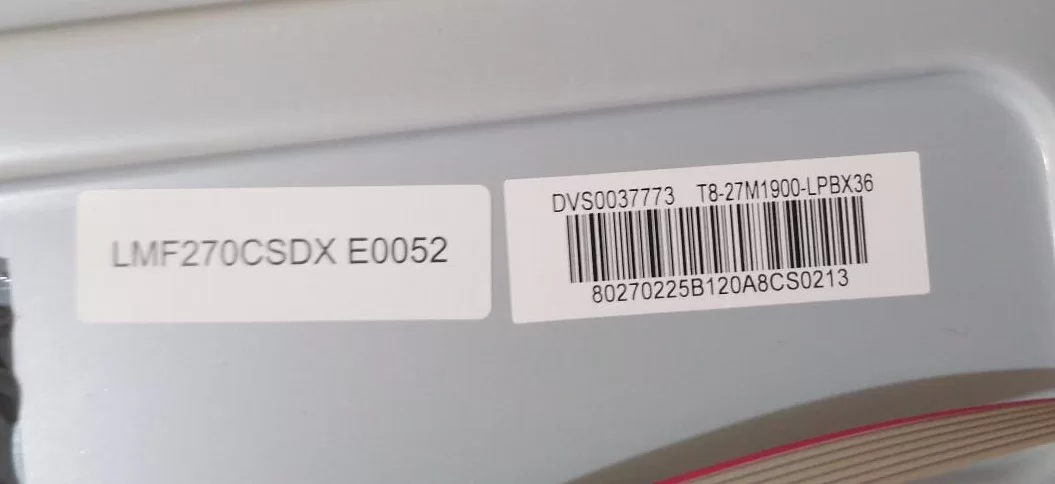 LMF270CSDX E0052
DVS0037773 T8-27M1900-LPBX36
80270225B120A8CS0213